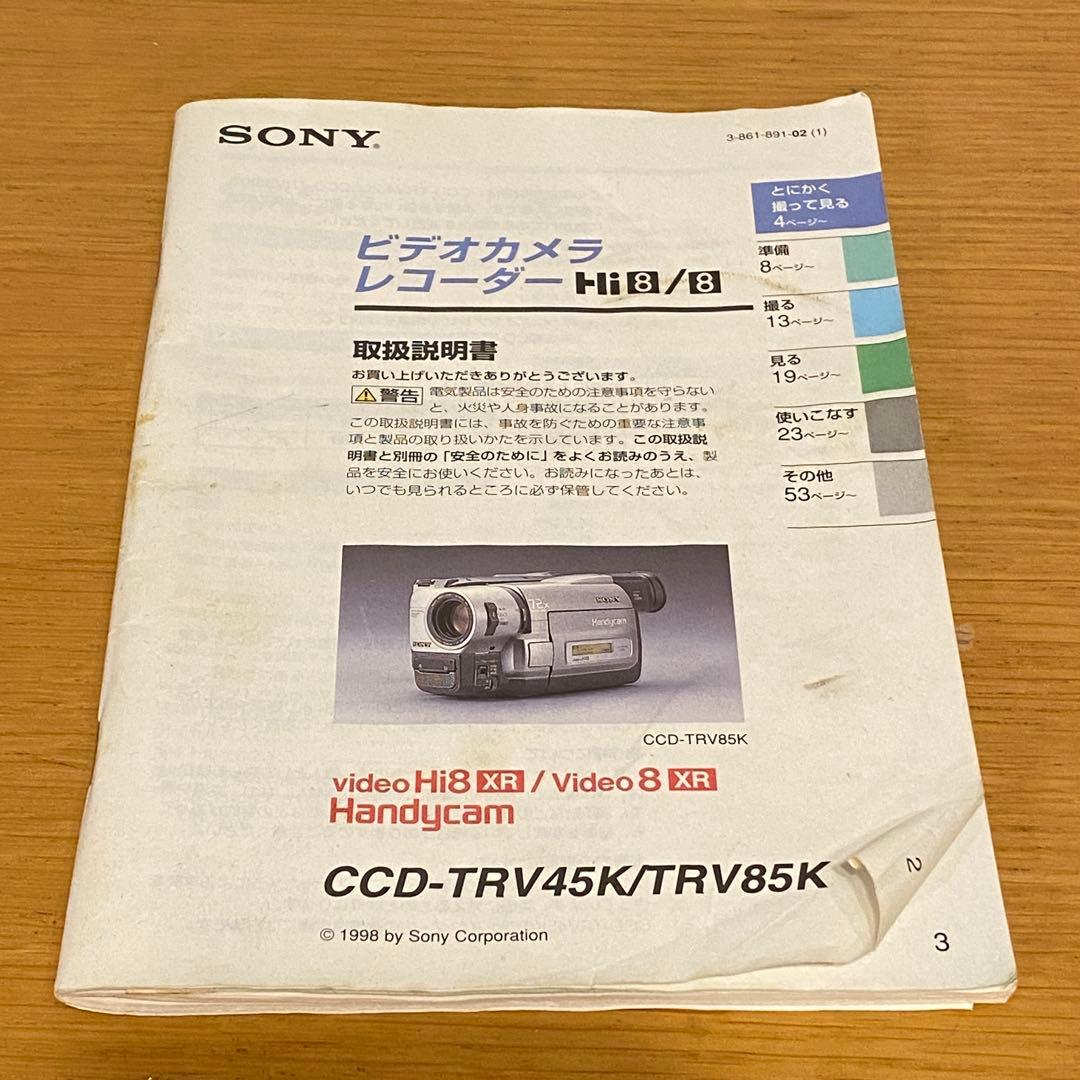 SONY®
3-861-891-02 (1)
とにかく
撮って見る
4ページ〜
準備
8ページ〜
撮る
13ページ〜
見る
19ページ〜
使いこなす
23ページ〜
その他
53ページ〜
ビデオカメラ
レコーダー Hi8/8
取扱説明書
お買い上げいただきありがとうございます。
警告 電気製品は安全のための注意事項を守らない
と、火災や人身事故になることがあります。
この取扱説明書には、事故を防ぐための重要な注意事
項と製品の取り扱いかたを示しています。この取扱説
明書と別冊の「安全のために」をよくお読みのうえ、製
品を安全にお使いください。お読みになったあとは、
いつでも見られるところに必ず保管してください。
72x
SONY
Handycam
SONY
CCD-TRV85K
video Hi8 XR / Video 8 XR
Handycam
CCD-TRV45K/TRV85K
© 1998 by Sony Corporation
2
3